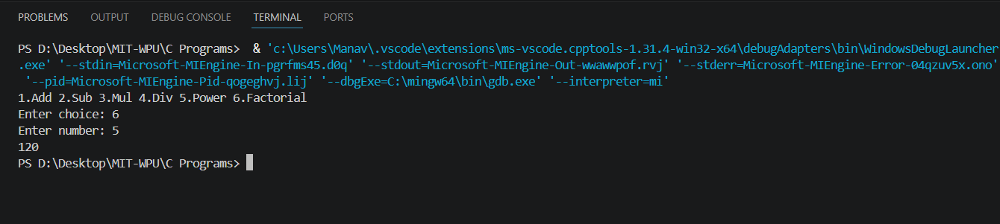 PROBLEMS OUTPUT DEBUG CONSOLE TERMINAL PORTS
PS D:\Desktop\MIT-WPU\C Programs>  & 'c:\Users\Manav\.vscode\extensions\ms-vscode.cpptools-1.31.4-win32-x64\debugAdapters\bin\WindowsDebugLauncher
.exe' '--stdin=Microsoft-MIEngine-In-pgrfms45.d0q' '--stdout=Microsoft-MIEngine-Out-wwawwpof.rvj' '--stderr=Microsoft-MIEngine-Error-04qzuv5x.ono'
'--pid=Microsoft-MIEngine-Pid-qogeghvj.lij' '--dbgExe=C:\mingw64\bin\gdb.exe' '--interpreter=mi'
1.Add 2.Sub 3.Mul 4.Div 5.Power 6.Factorial
Enter choice: 6
Enter number: 5
120
PS D:\Desktop\MIT-WPU\C Programs>